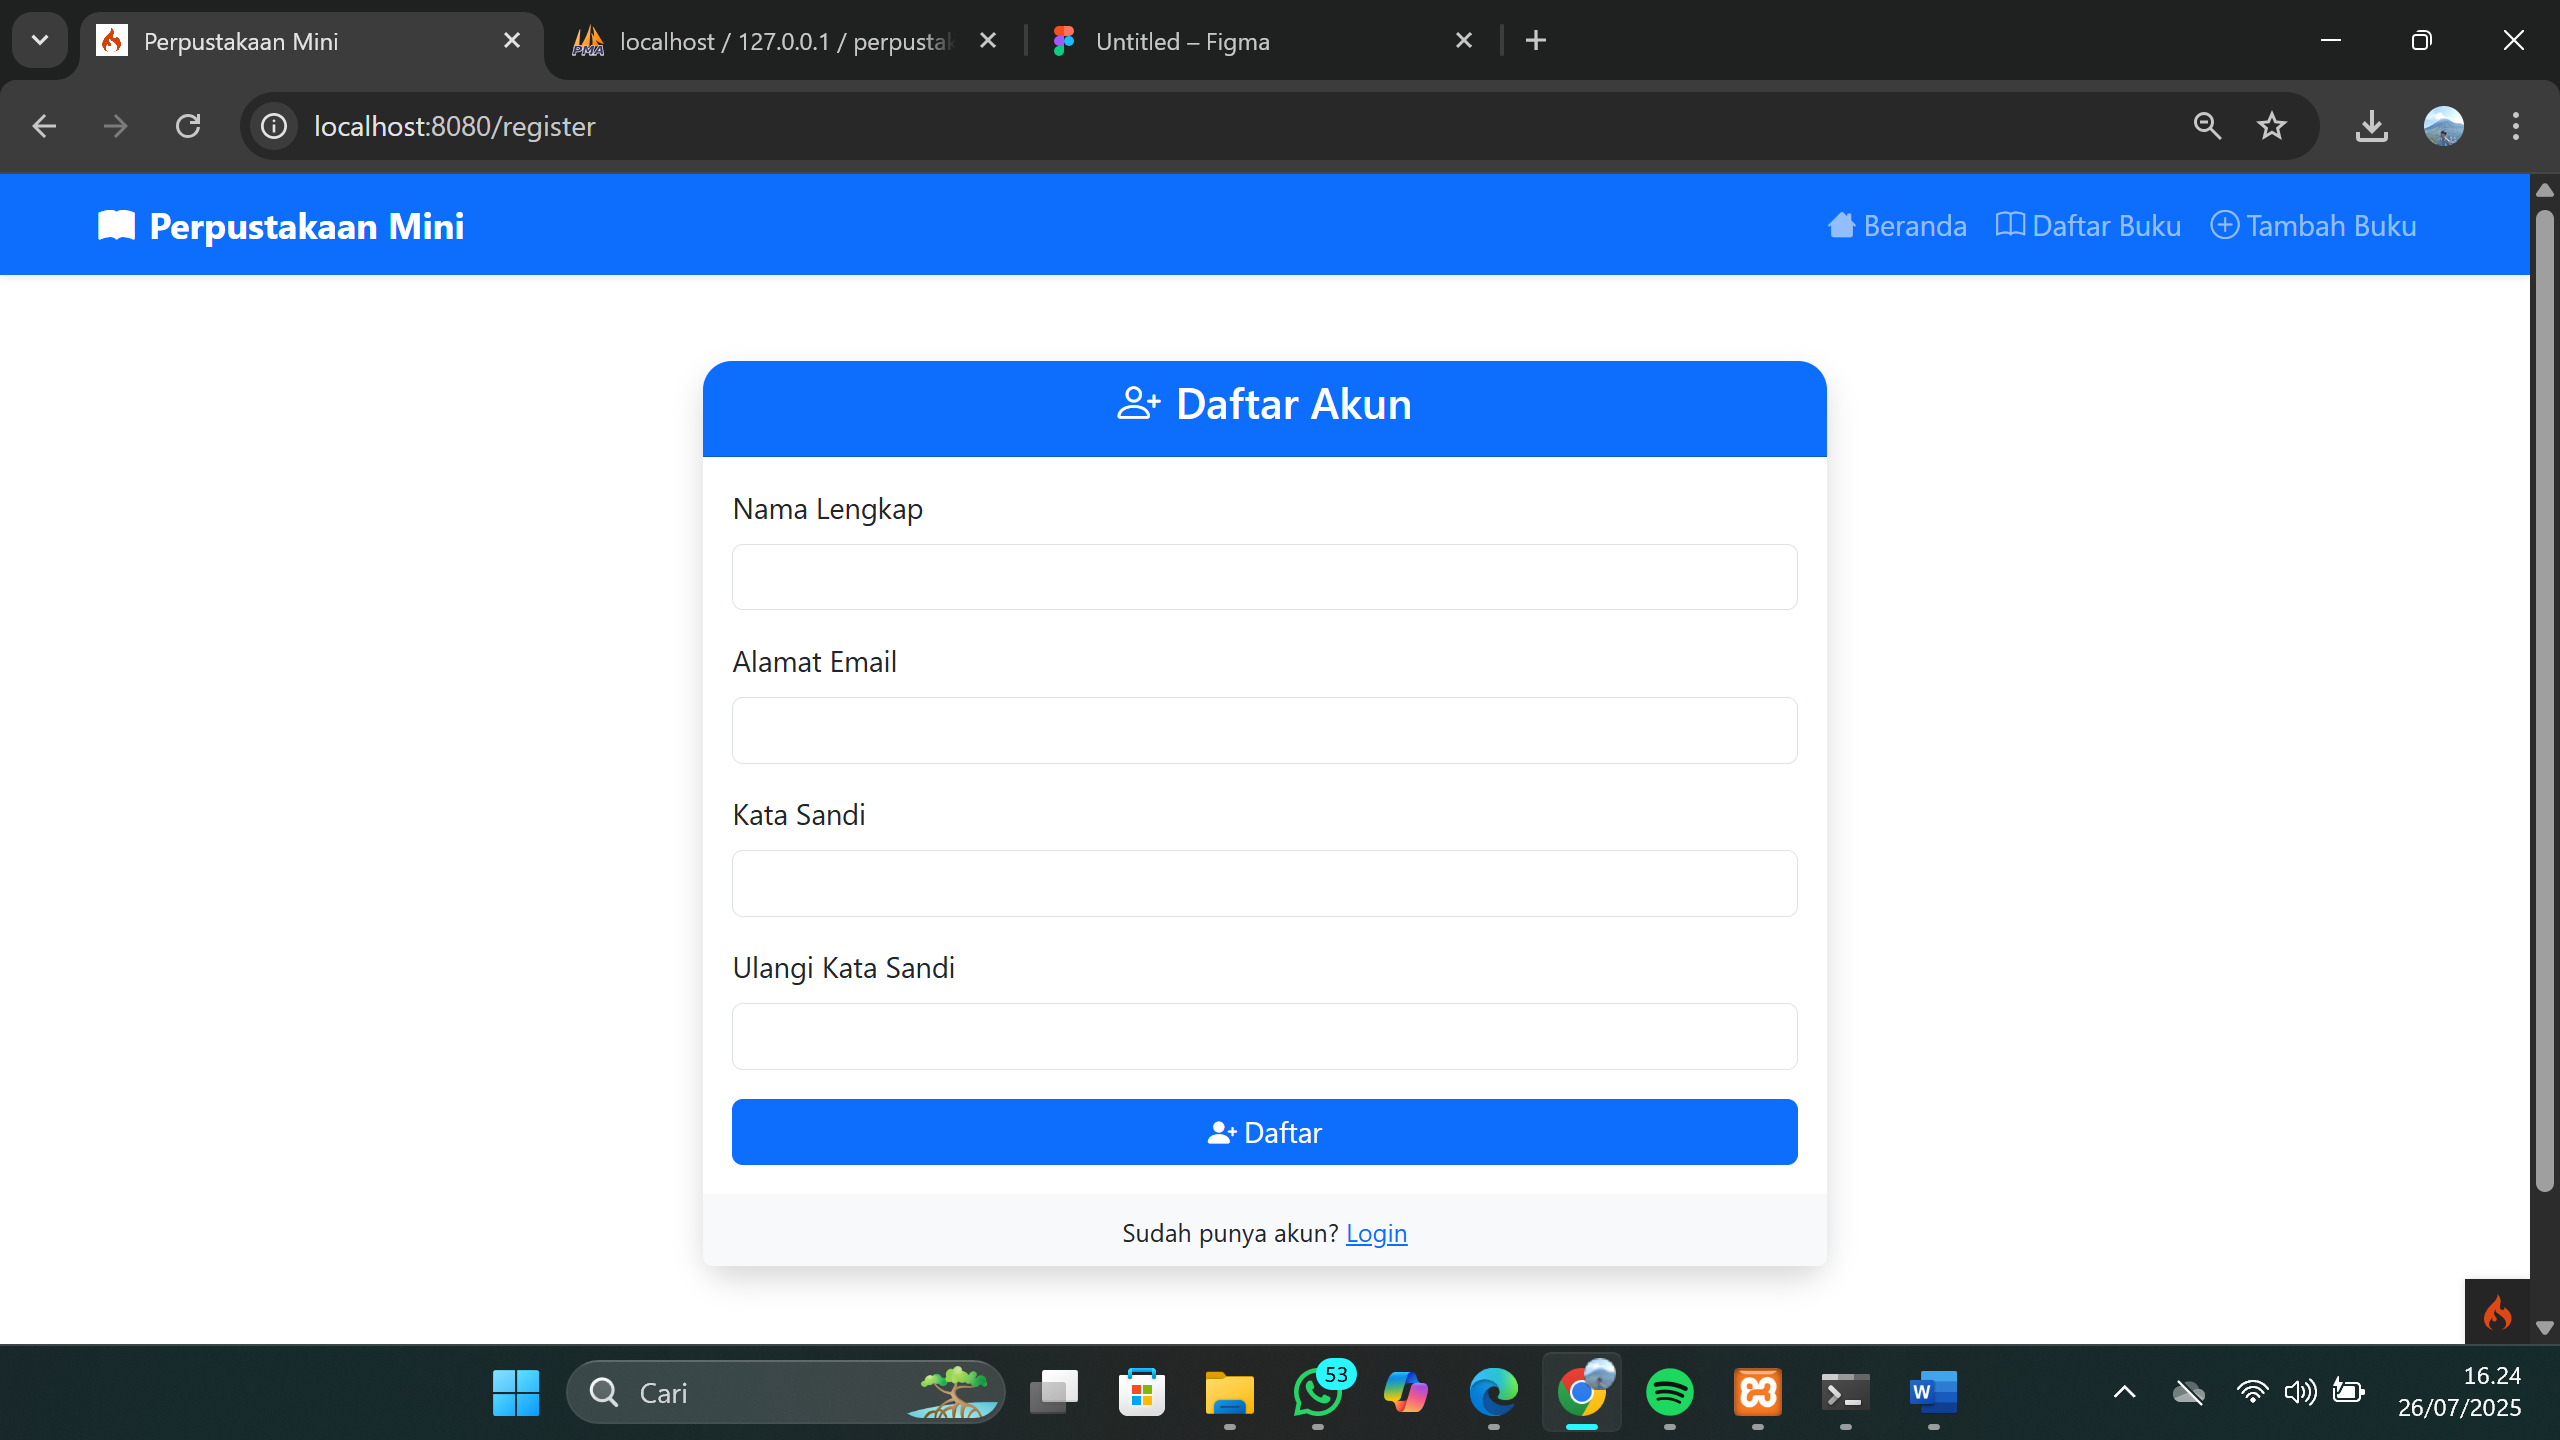 Perpustakaan Mini
localhost / 127.0.0.1 / perpustak
Untitled – Figma
localhost:8080/register
Perpustakaan Mini
Beranda
Daftar Buku
Tambah Buku
Daftar Akun
Nama Lengkap
Alamat Email
Kata Sandi
Ulangi Kata Sandi
Daftar
Sudah punya akun? Login
Cari
53
16.24
26/07/2025